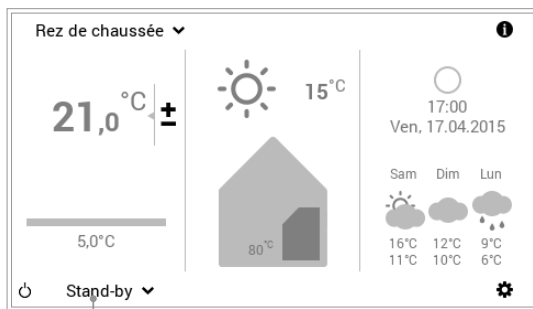 Rez de chaussée
21,0 °C ±
5,0°C
Stand-by
15°C
80°C
17:00
Ven, 17.04.2015
Sam Dim Lun
16°C 12°C 9°C
11°C 10°C 6°C